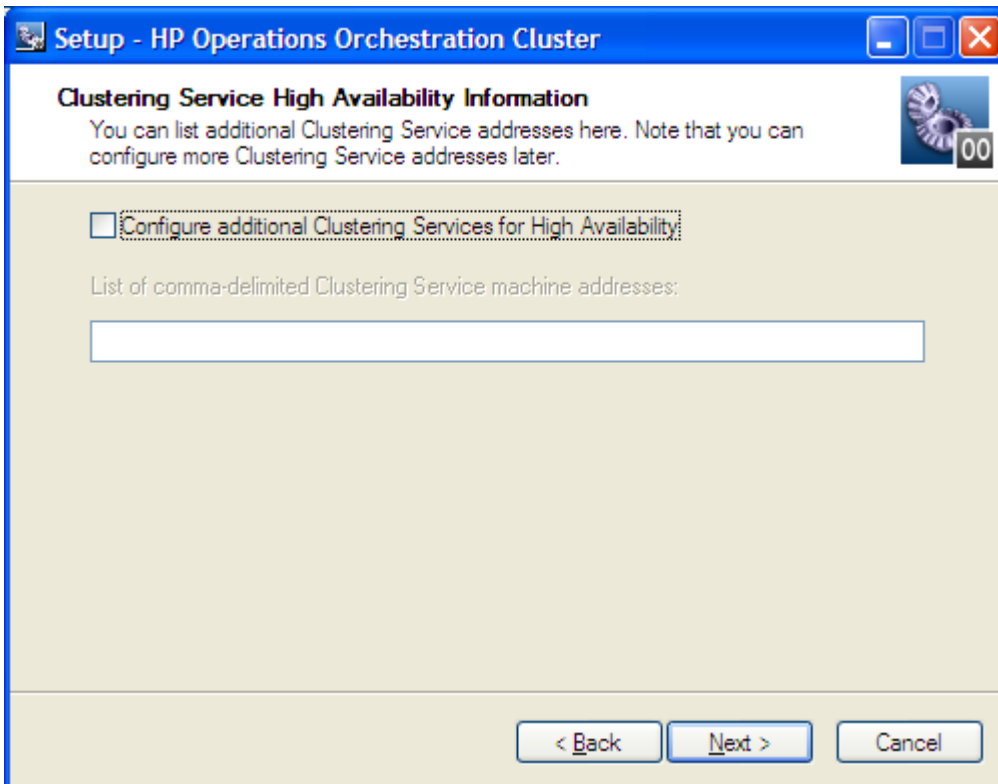 Setup - HP Operations Orchestration Cluster
Clustering Service High Availability Information
You can list additional Clustering Service addresses here. Note that you can
configure more Clustering Service addresses later.
OO
Configure additional Clustering Services for High Availability
List of comma-delimited Clustering Service machine addresses:
< Back
Next >
Cancel